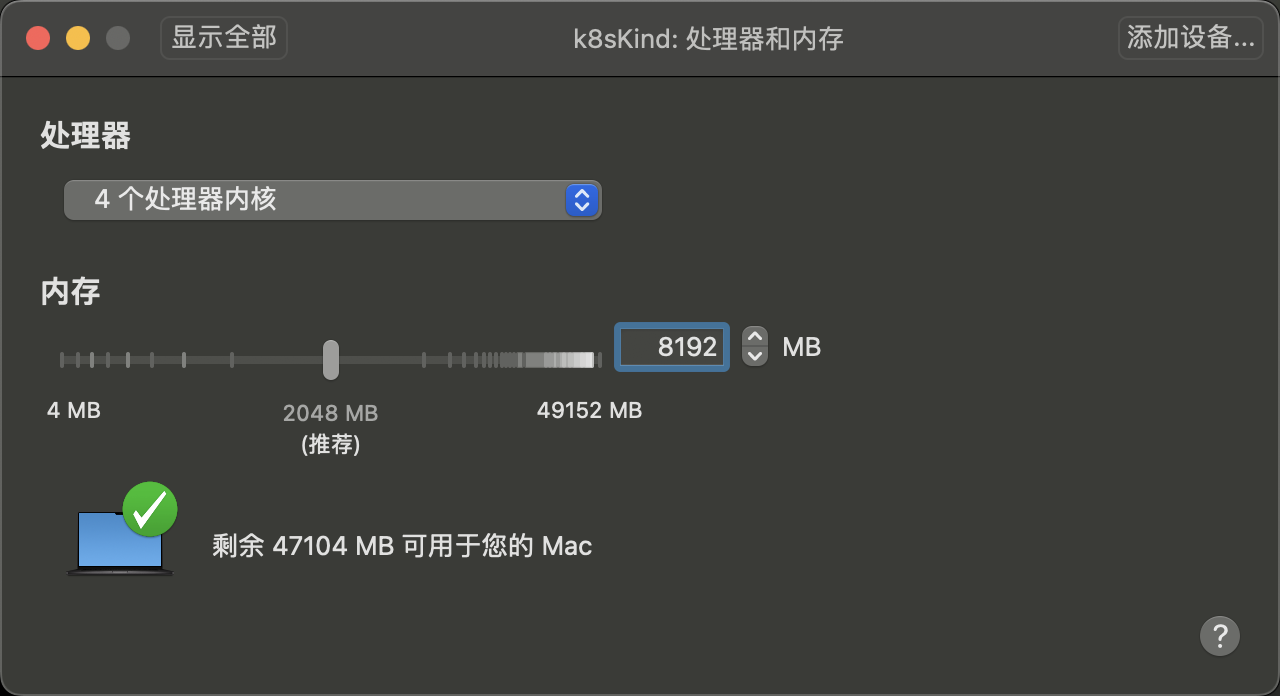 显示全部
k8sKind: 处理器和内存
添加设备...
处理器
4 个处理器内核
内存
8192
MB
4 MB
2048 MB
(推荐)
49152 MB
剩余 47104 MB 可用于您的 Mac
?